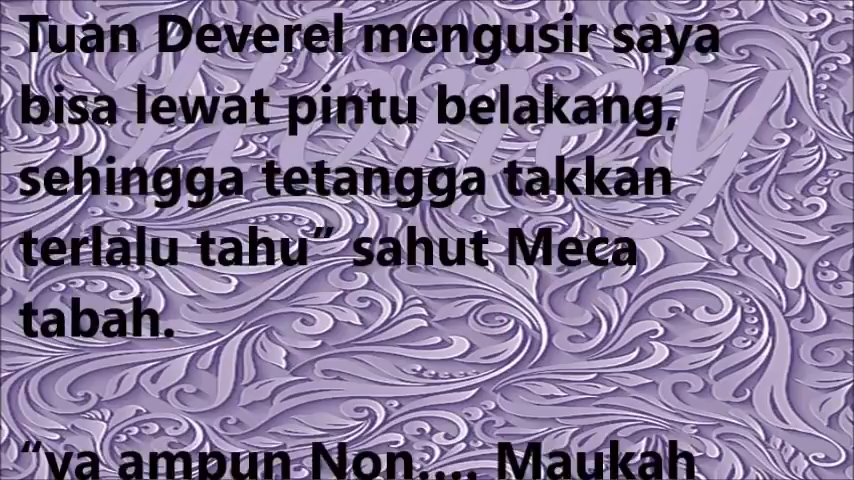 Tuan Deverel mengusir saya
bisa lewat pintu belakang,
sehingga tetangga takkan
terlalu tahu” sahut Meca
tabah.
“ya ampun Non.... Maukah
Honey